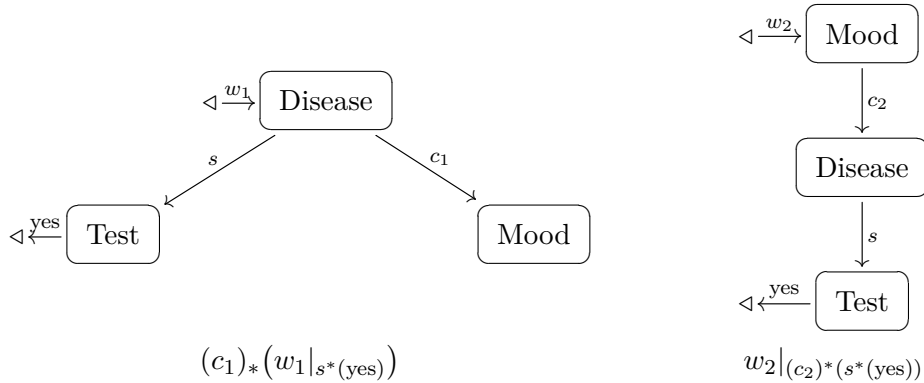 w₁ Disease
s c₁
yes Test Mood
(c₁)∗(w₁|s*(yes))
w₂ Mood
c₂
Disease
s
yes Test
w₂|(c₂)*(s*(yes))